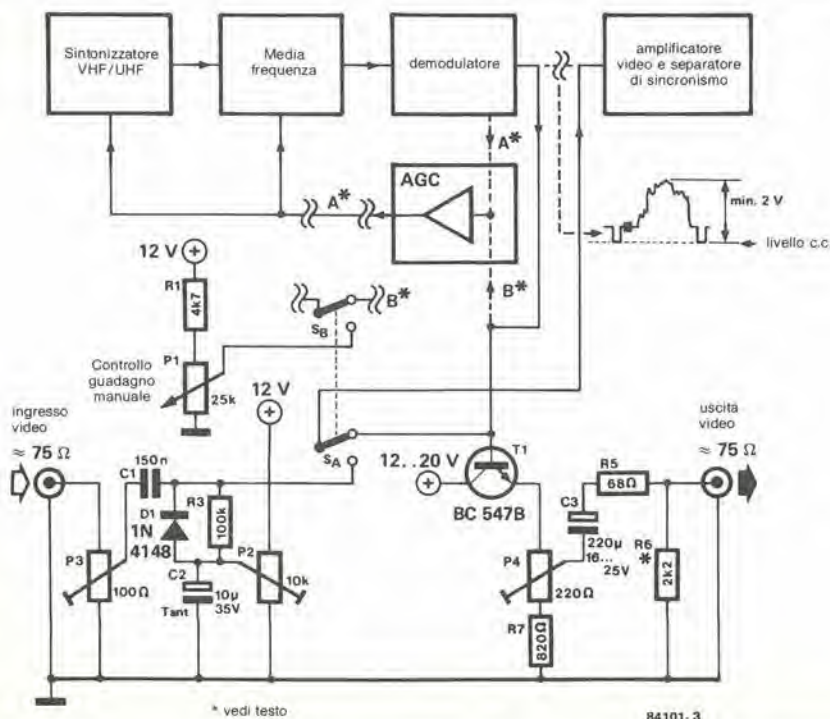 Sintonizzatore
VHF/UHF
Media
frequenza
demodulatore
amplificatore
video e separatore
di sincronismo
A*
AGC
A*
min. 2 V
livello c.c.
12 V
R1
4k7
B*
B*
SB
Controllo
guadagno
manuale
P1
25k
12 V
ingresso
video
≈ 75 Ω
uscita
video
≈ 75 Ω
SA
C1
150n
12..20 V
T1
BC 547B
R5
68Ω
C3
D1
1N
4148
R3
100k
220µ
16...
25V
R6
*
2k2
P3
100Ω
C2
10µ
35V
Tant
P2
10k
P4
220Ω
R7
820Ω
* vedi testo
84101.3